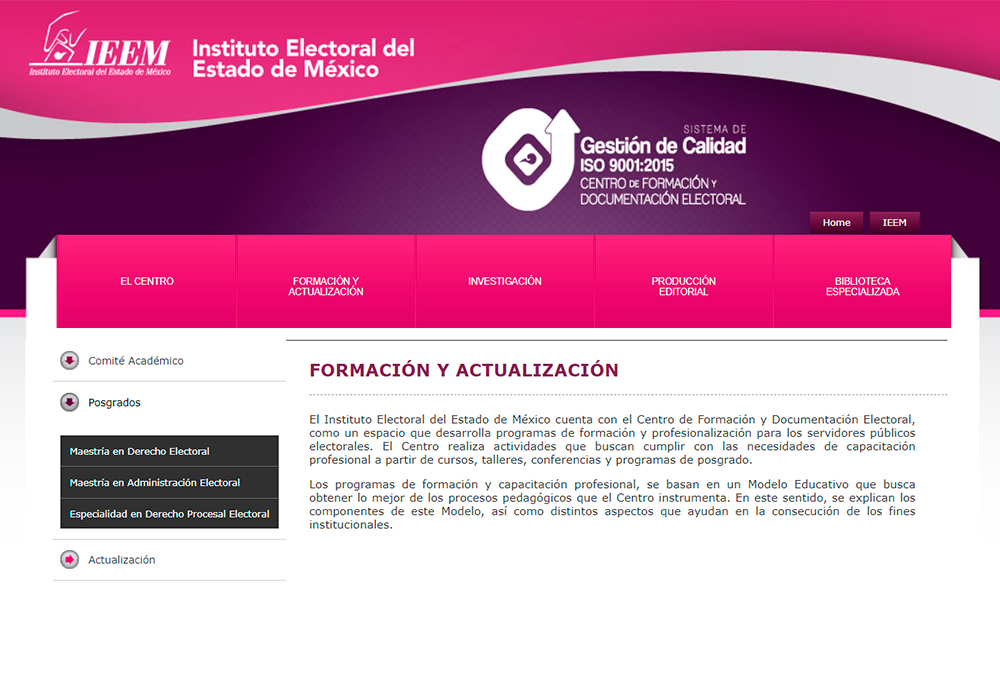 IEEM
Instituto Electoral del Estado de México
Instituto Electoral del
Estado de México
SISTEMA DE
Gestión de Calidad
ISO 9001:2015
CENTRO DE FORMACIÓN Y
DOCUMENTACIÓN ELECTORAL
Home
IEEM
EL CENTRO
FORMACIÓN Y
ACTUALIZACIÓN
INVESTIGACIÓN
PRODUCCIÓN
EDITORIAL
BIBLIOTECA
ESPECIALIZADA
Comité Académico
Posgrados
Maestría en Derecho Electoral
Maestría en Administración Electoral
Especialidad en Derecho Procesal Electoral
Actualización
FORMACIÓN Y ACTUALIZACIÓN
El Instituto Electoral del Estado de México cuenta con el Centro de Formación y Documentación Electoral,
como un espacio que desarrolla programas de formación y profesionalización para los servidores públicos
electorales. El Centro realiza actividades que buscan cumplir con las necesidades de capacitación
profesional a partir de cursos, talleres, conferencias y programas de posgrado.
Los programas de formación y capacitación profesional, se basan en un Modelo Educativo que busca
obtener lo mejor de los procesos pedagógicos que el Centro instrumenta. En este sentido, se explican los
componentes de este Modelo, así como distintos aspectos que ayudan en la consecución de los fines
institucionales.